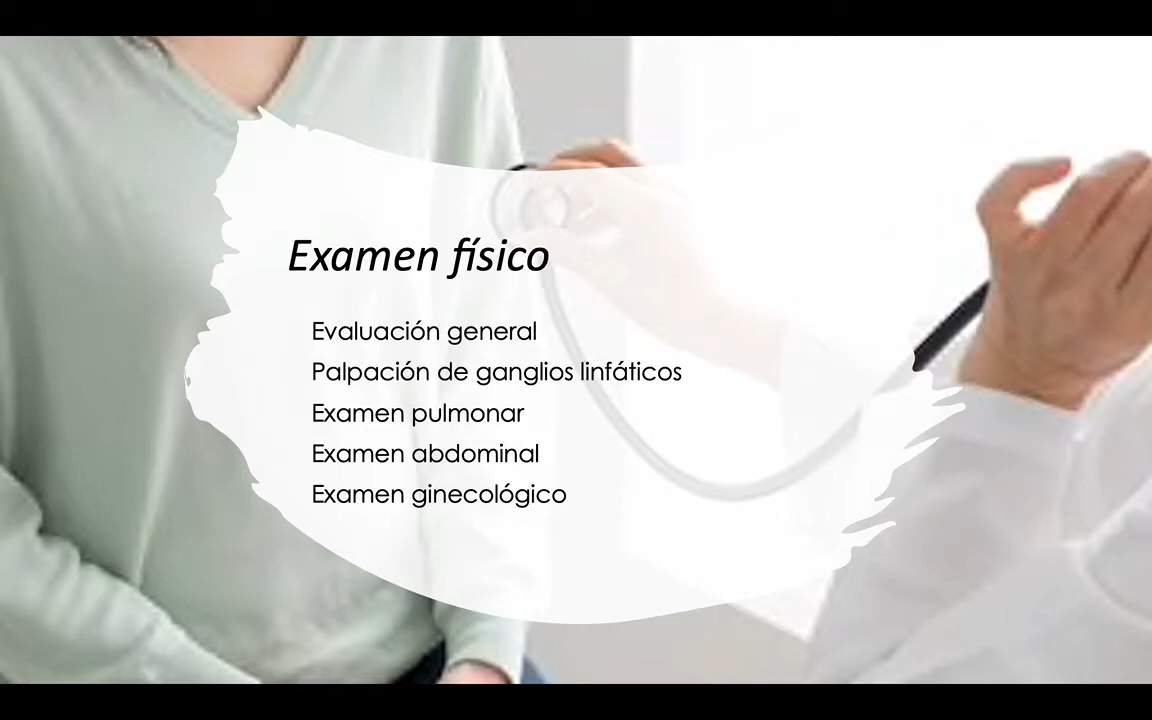 Examen físico
Evaluación general
Palpación de ganglios linfáticos
Examen pulmonar
Examen abdominal
Examen ginecológico